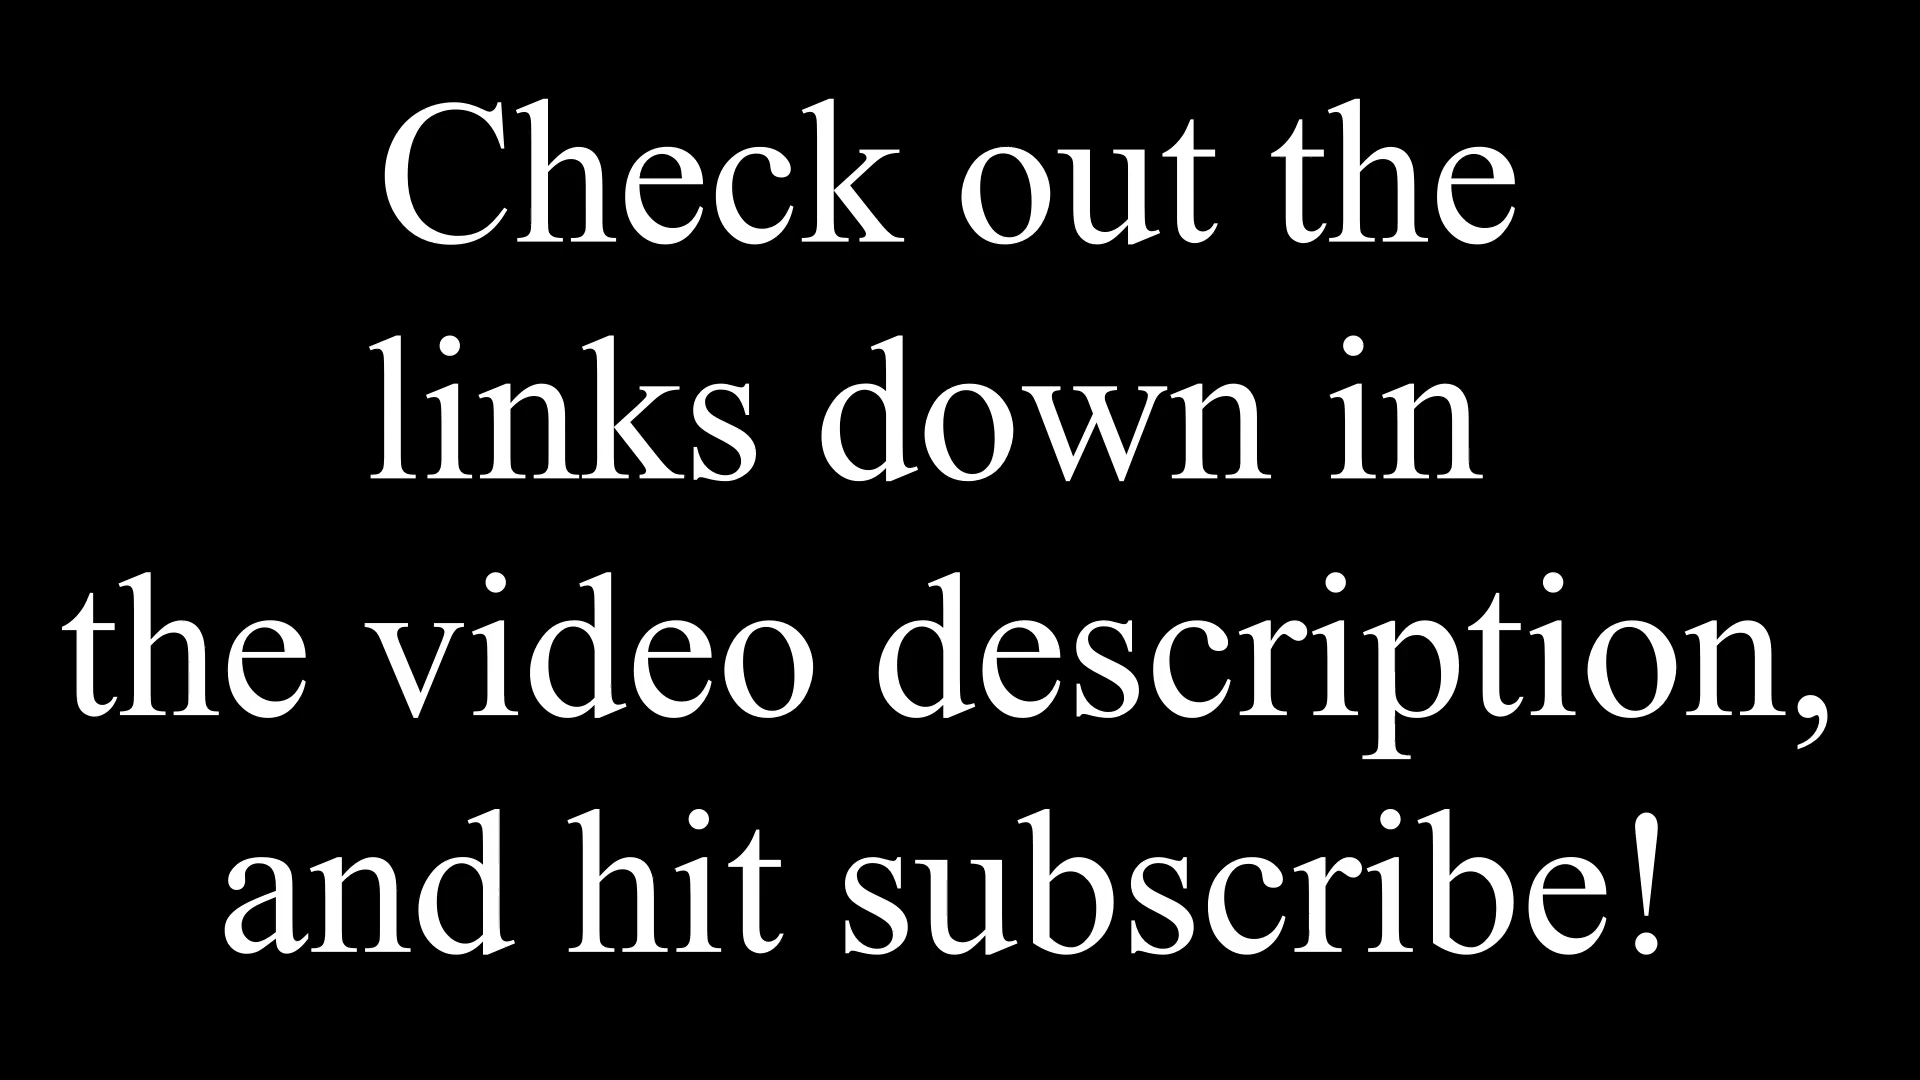 Check out the
links down in
the video description,
and hit subscribe!